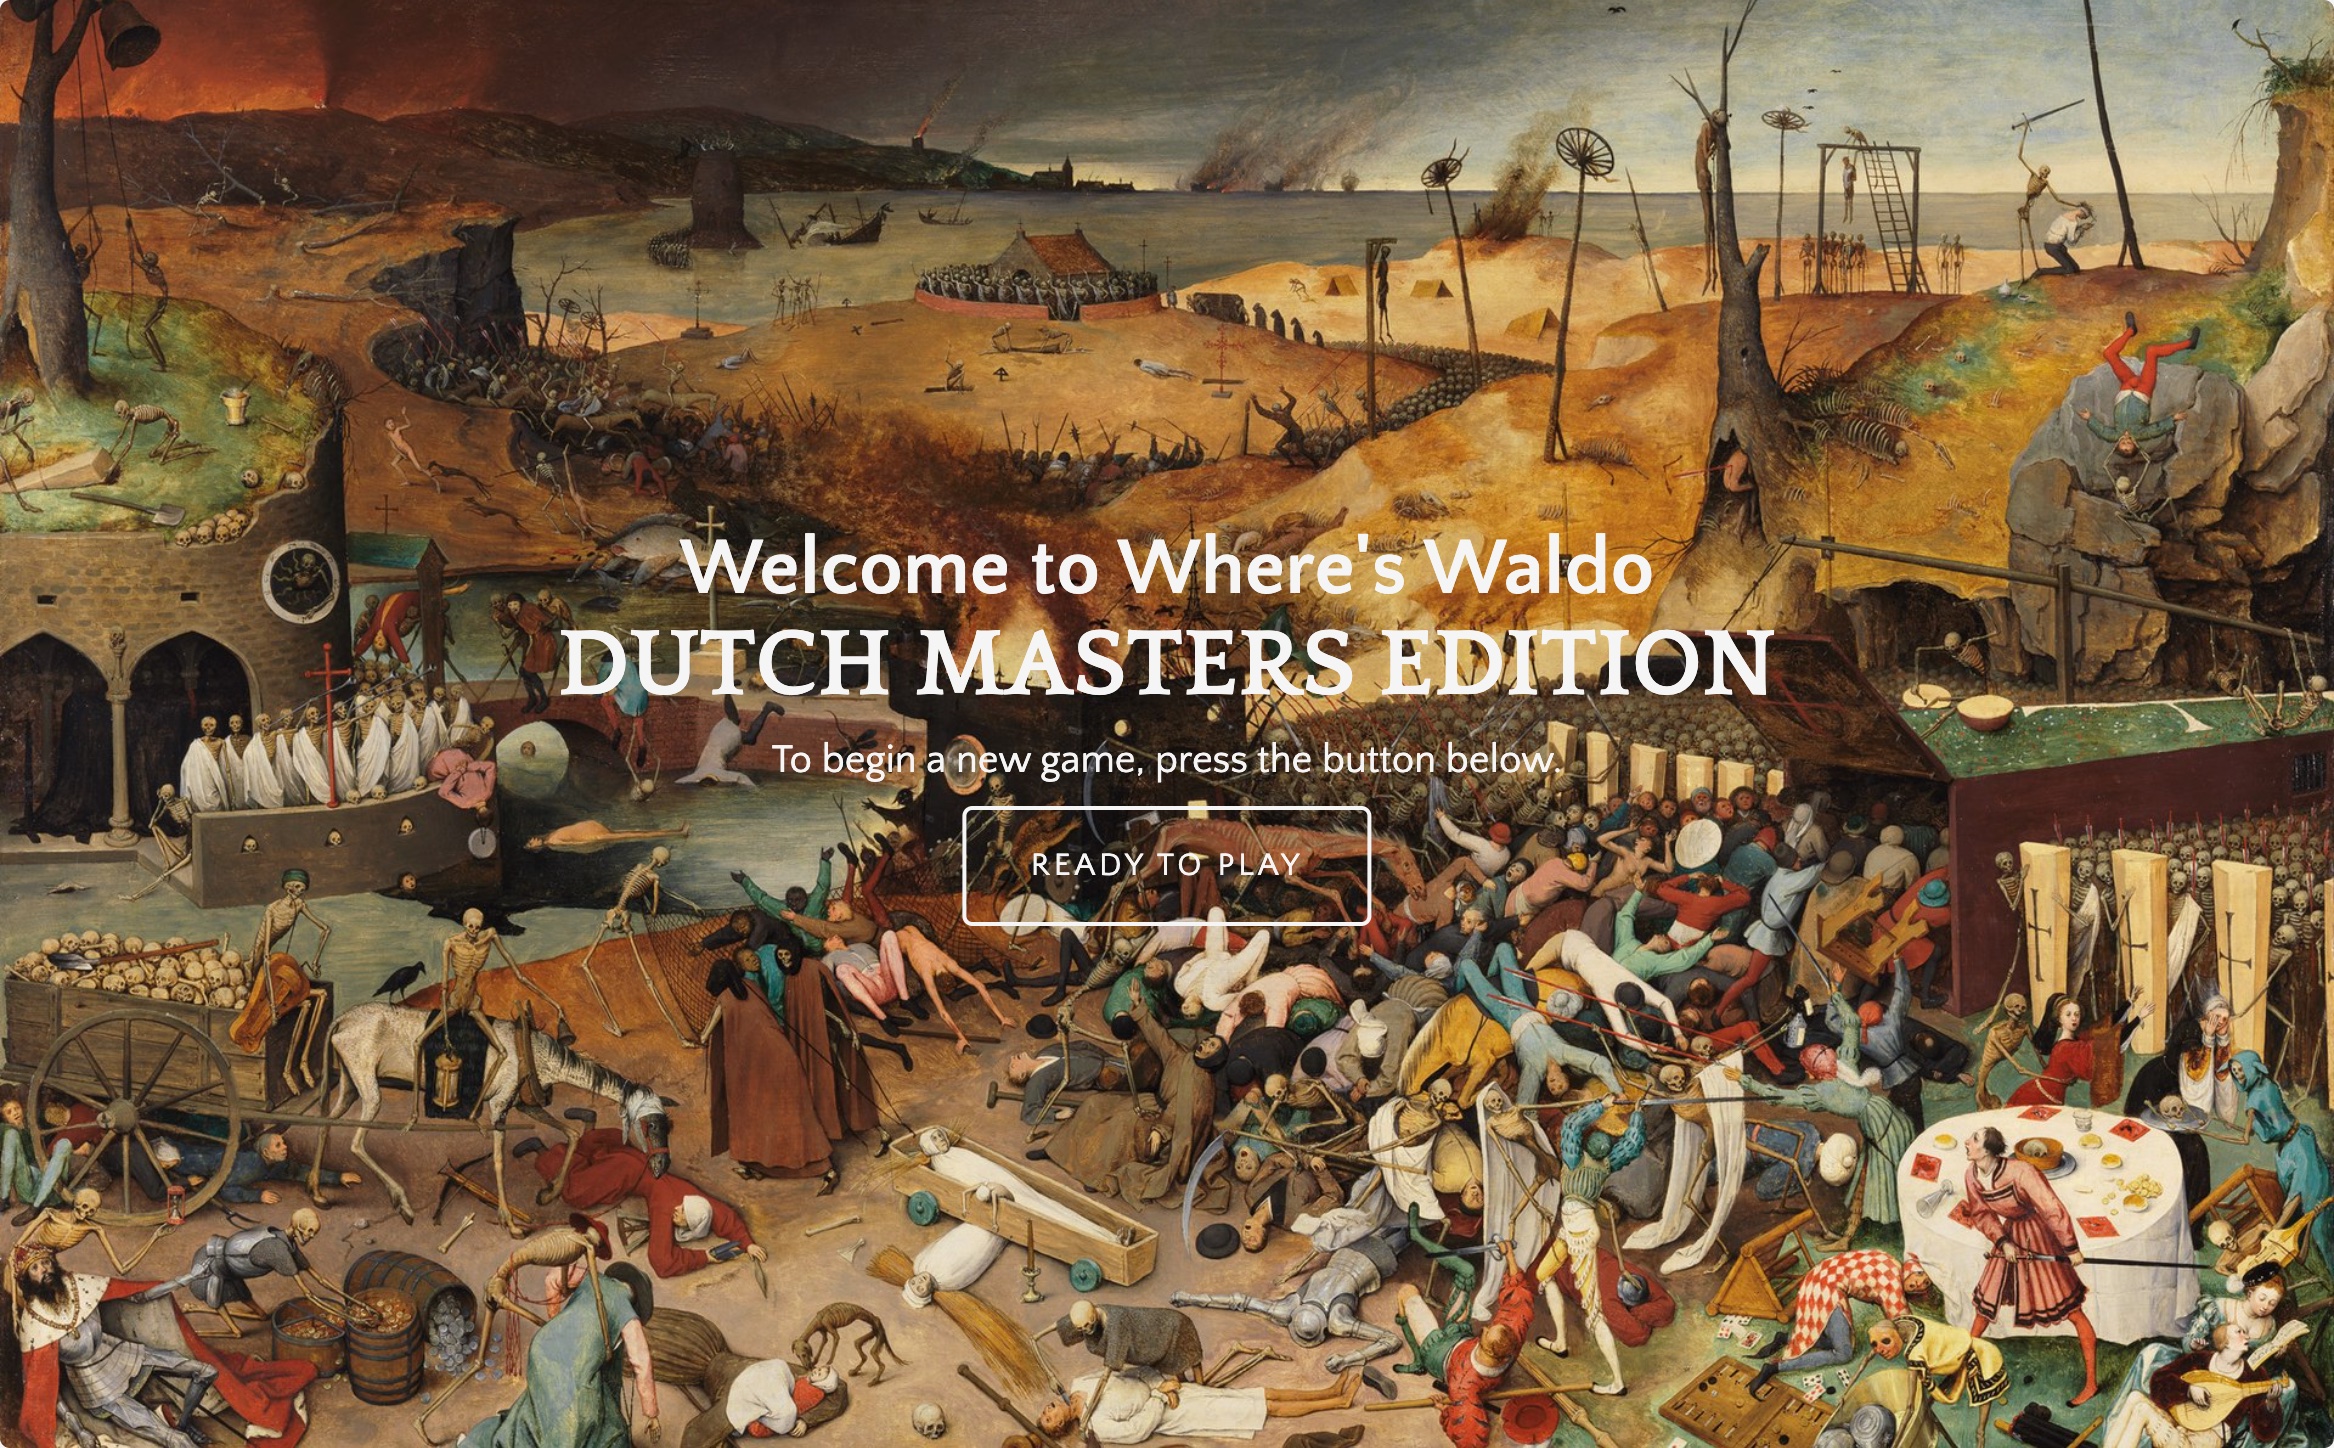 Welcome to Where's Waldo
DUTCH MASTERS EDITION
To begin a new game, press the button below.
READY TO PLAY